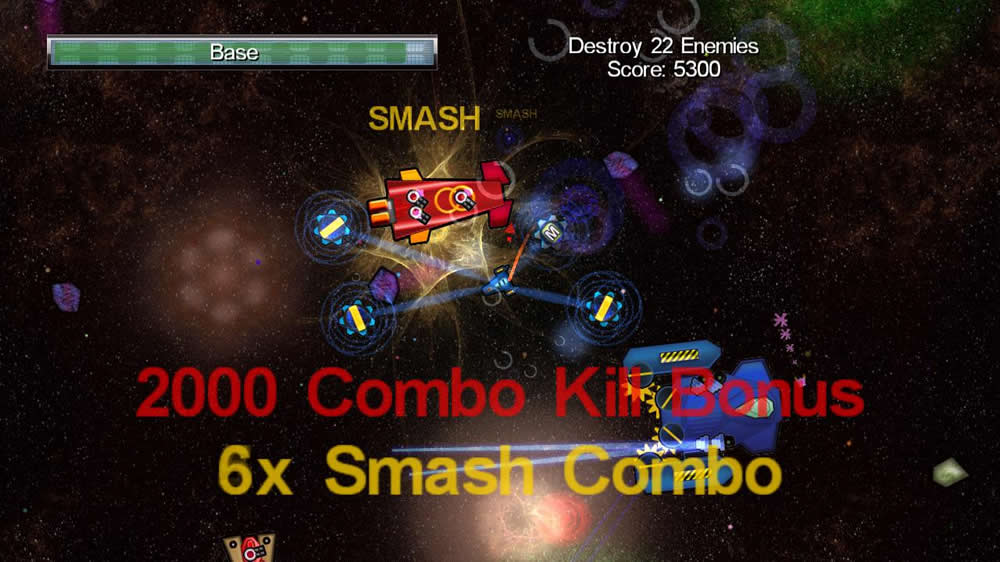 Base
Destroy 22 Enemies
Score: 5300
SMASH
SMASH
M
2000 Combo Kill Bonus
6x Smash Combo